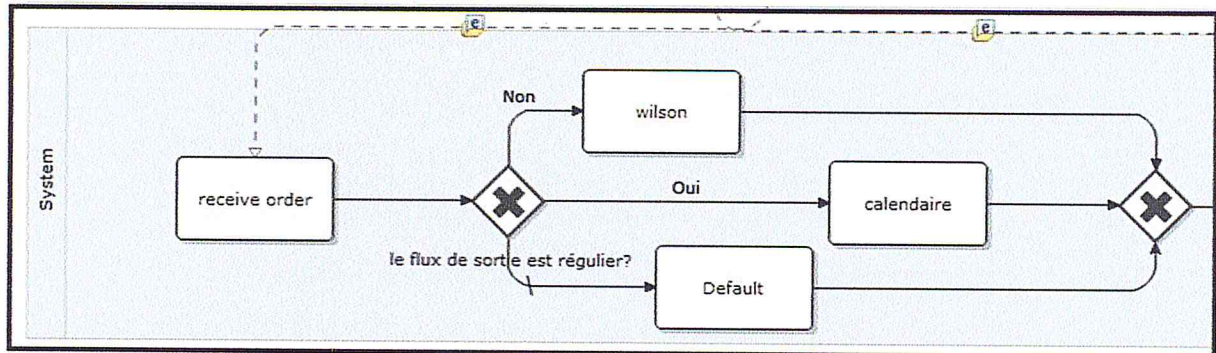 e
e
System
receive order
Non
wilson
Oui
calendaire
le flux de sortie est régulier?
Default